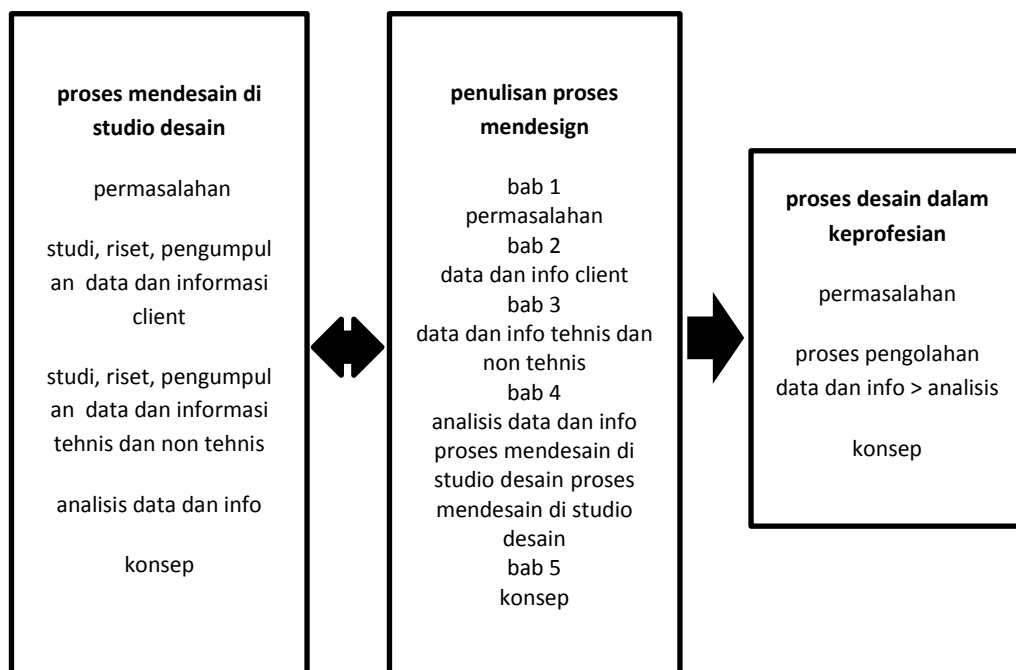 proses mendesain di
studio desain
permasalahan
studi, riset, pengumpul
an  data dan informasi
client
studi, riset, pengumpul
an  data dan informasi
tehnis dan non tehnis
analisis data dan info
konsep
penulisan proses
mendesign
bab 1
permasalahan
bab 2
data dan info client
bab 3
data dan info tehnis dan
non tehnis
bab 4
analisis data dan info
proses mendesain di
studio desain proses
mendesain di studio
desain
bab 5
konsep
proses desain dalam
keprofesian
permasalahan
proses pengolahan
data dan info > analisis
konsep